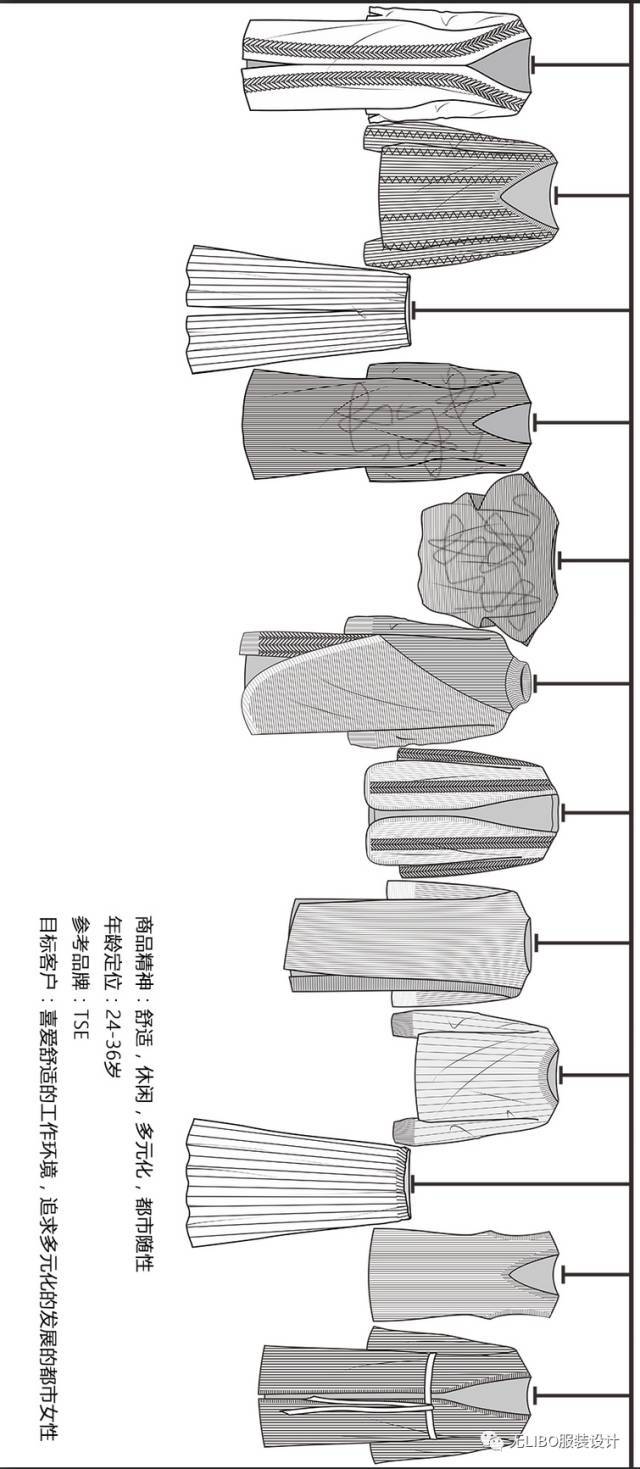 商品精神：舒适，休闲，多元化，都市随性
年龄定位：24-36岁
参考品牌：TSE
目标客户：喜爱舒适的工作环境，追求多元化的发展的都市女性
无LIBO服装设计